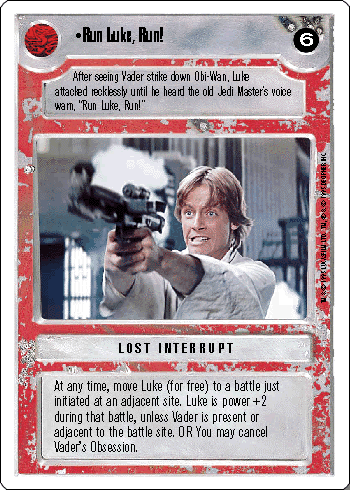 •Run Luke, Run!
6
After seeing Vader strike down Obi-Wan, Luke
attacked recklessly until he heard the old Jedi Master's voice
warn, "Run Luke, Run!"
LOST INTERRUPT
At any time, move Luke (for free) to a battle just
initiated at an adjacent site. Luke is power +2
during that battle, unless Vader is present or
adjacent to the battle site. OR You may cancel
Vader's Obsession.